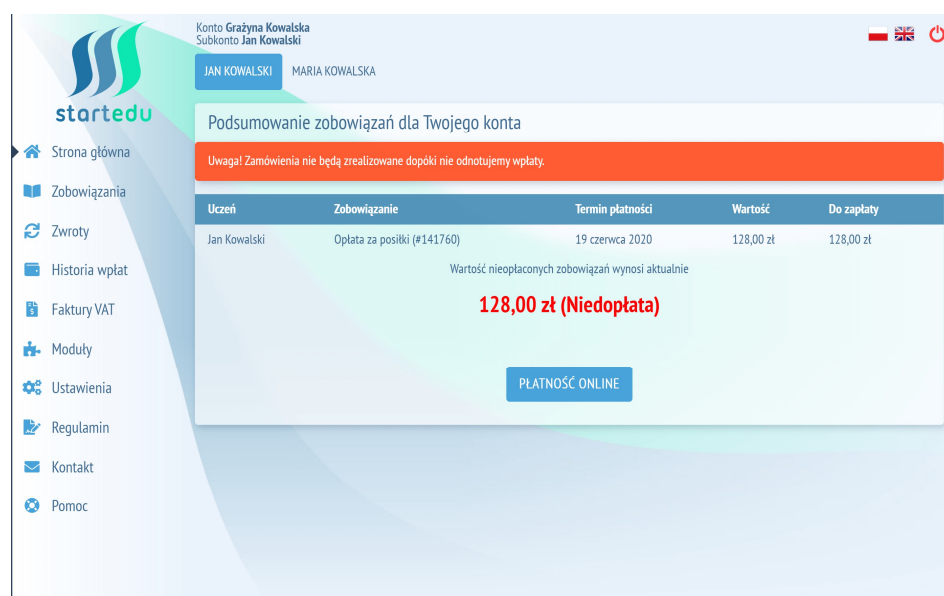 Konto Grażyna Kowalska
Subkonto Jan Kowalski
JAN KOWALSKI MARIA KOWALSKA
startedu
Strona główna
Zobowiązania
Zwroty
Historia wpłat
Faktury VAT
Moduły
Ustawienia
Regulamin
Kontakt
Pomoc
Podsumowanie zobowiązań dla Twojego konta
Uwaga! Zamówienia nie będą zrealizowane dopóki nie odnotujemy wpłaty.
Uczeń Zobowiązanie Termin płatności Wartość Do zapłaty
Jan Kowalski Opłata za posiłki (#141760) 19 czerwca 2020 128,00 zł 128,00 zł
Wartość nieopłaconych zobowiązań wynosi aktualnie
128,00 zł (Niedopłata)
PŁATNOŚĆ ONLINE